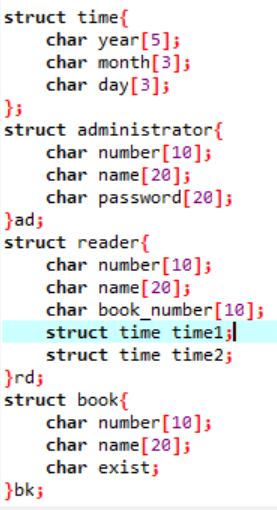 struct time{
    char year[5];
    char month[3];
    char day[3];
};
struct administrator{
    char number[10];
    char name[20];
    char password[20];
}ad;
struct reader{
    char number[10];
    char name[20];
    char book_number[10];
    struct time time1;
    struct time time2;
}rd;
struct book{
    char number[10];
    char name[20];
    char exist;
}bk;